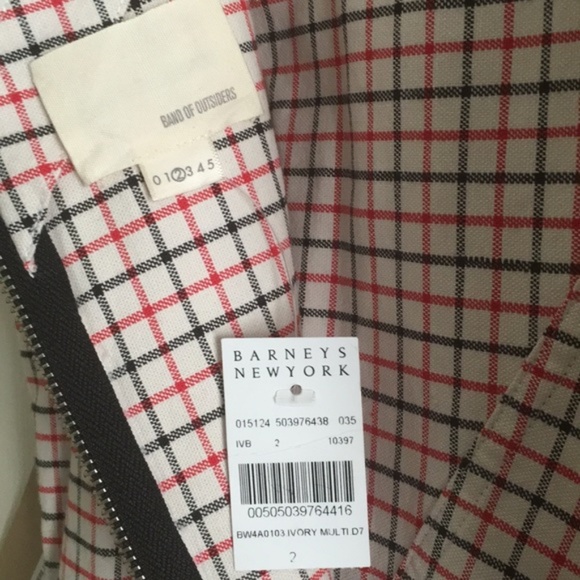 BAND OF OUTSIDERS
0 1 2 3 4 5
BARNEYS
NEW YORK
015124 503976438 035
IVB 2 10397
00505039764416
BW4A0103 IVORY MULTI D7
2